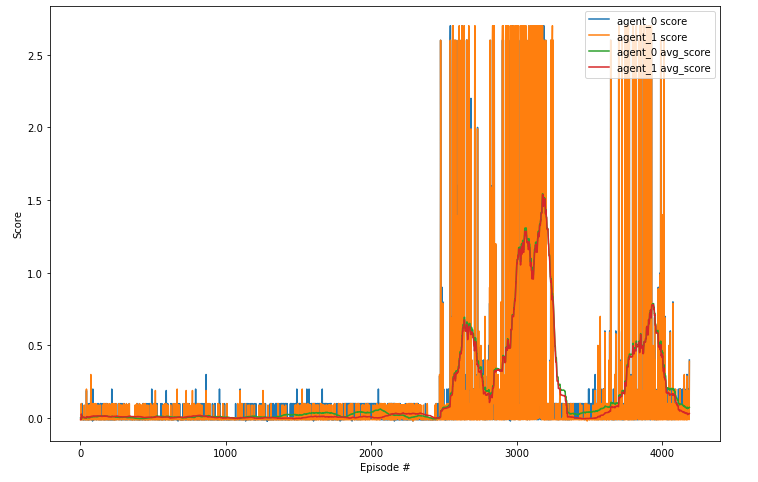 agent_0 score
agent_1 score
agent_0 avg_score
agent_1 avg_score
2.5
2.0
1.5
1.0
0.5
0.0
Score
0 1000 2000 3000 4000
Episode #